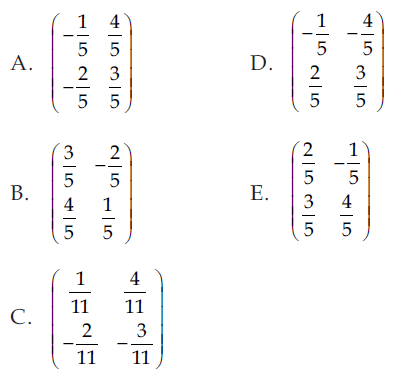 A. $\begin{pmatrix} -\frac{1}{5} & \frac{4}{5} \\ -\frac{2}{5} & \frac{3}{5} \end{pmatrix}$
B. $\begin{pmatrix} \frac{3}{5} & -\frac{2}{5} \\ \frac{4}{5} & \frac{1}{5} \end{pmatrix}$
C. $\begin{pmatrix} \frac{1}{11} & \frac{4}{11} \\ -\frac{2}{11} & -\frac{3}{11} \end{pmatrix}$
D. $\begin{pmatrix} -\frac{1}{5} & -\frac{4}{5} \\ \frac{2}{5} & \frac{3}{5} \end{pmatrix}$
E. $\begin{pmatrix} \frac{2}{5} & -\frac{1}{5} \\ \frac{3}{5} & \frac{4}{5} \end{pmatrix}$